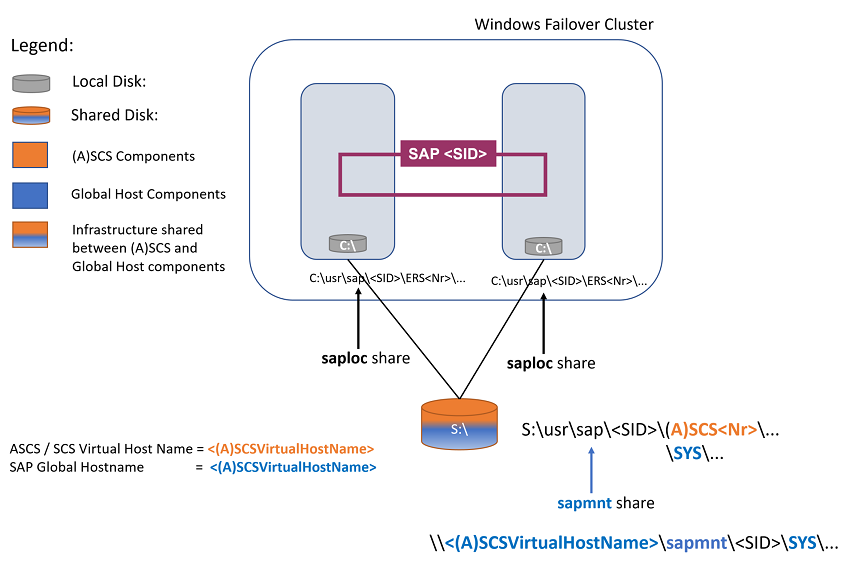 Windows Failover Cluster
Legend:
Local Disk:
Shared Disk:
(A)SCS Components
Global Host Components
Infrastructure shared
between (A)SCS and
Global Host components
SAP <SID>
C:\
C:\
C:\usr\sap\<SID>\ERS<Nr>\...
C:\usr\sap\<SID>\ERS<Nr>\...
saploc share
saploc share
S:\
S:\usr\sap\<SID>\(A)SCS<Nr>\...
\SYS\...
ASCS / SCS Virtual Host Name = <(A)SCSVirtualHostName>
SAP Global Hostname = <(A)SCSVirtualHostName>
sapmnt share
\\<(A)SCSVirtualHostName>\sapmnt\<SID>\SYS\...